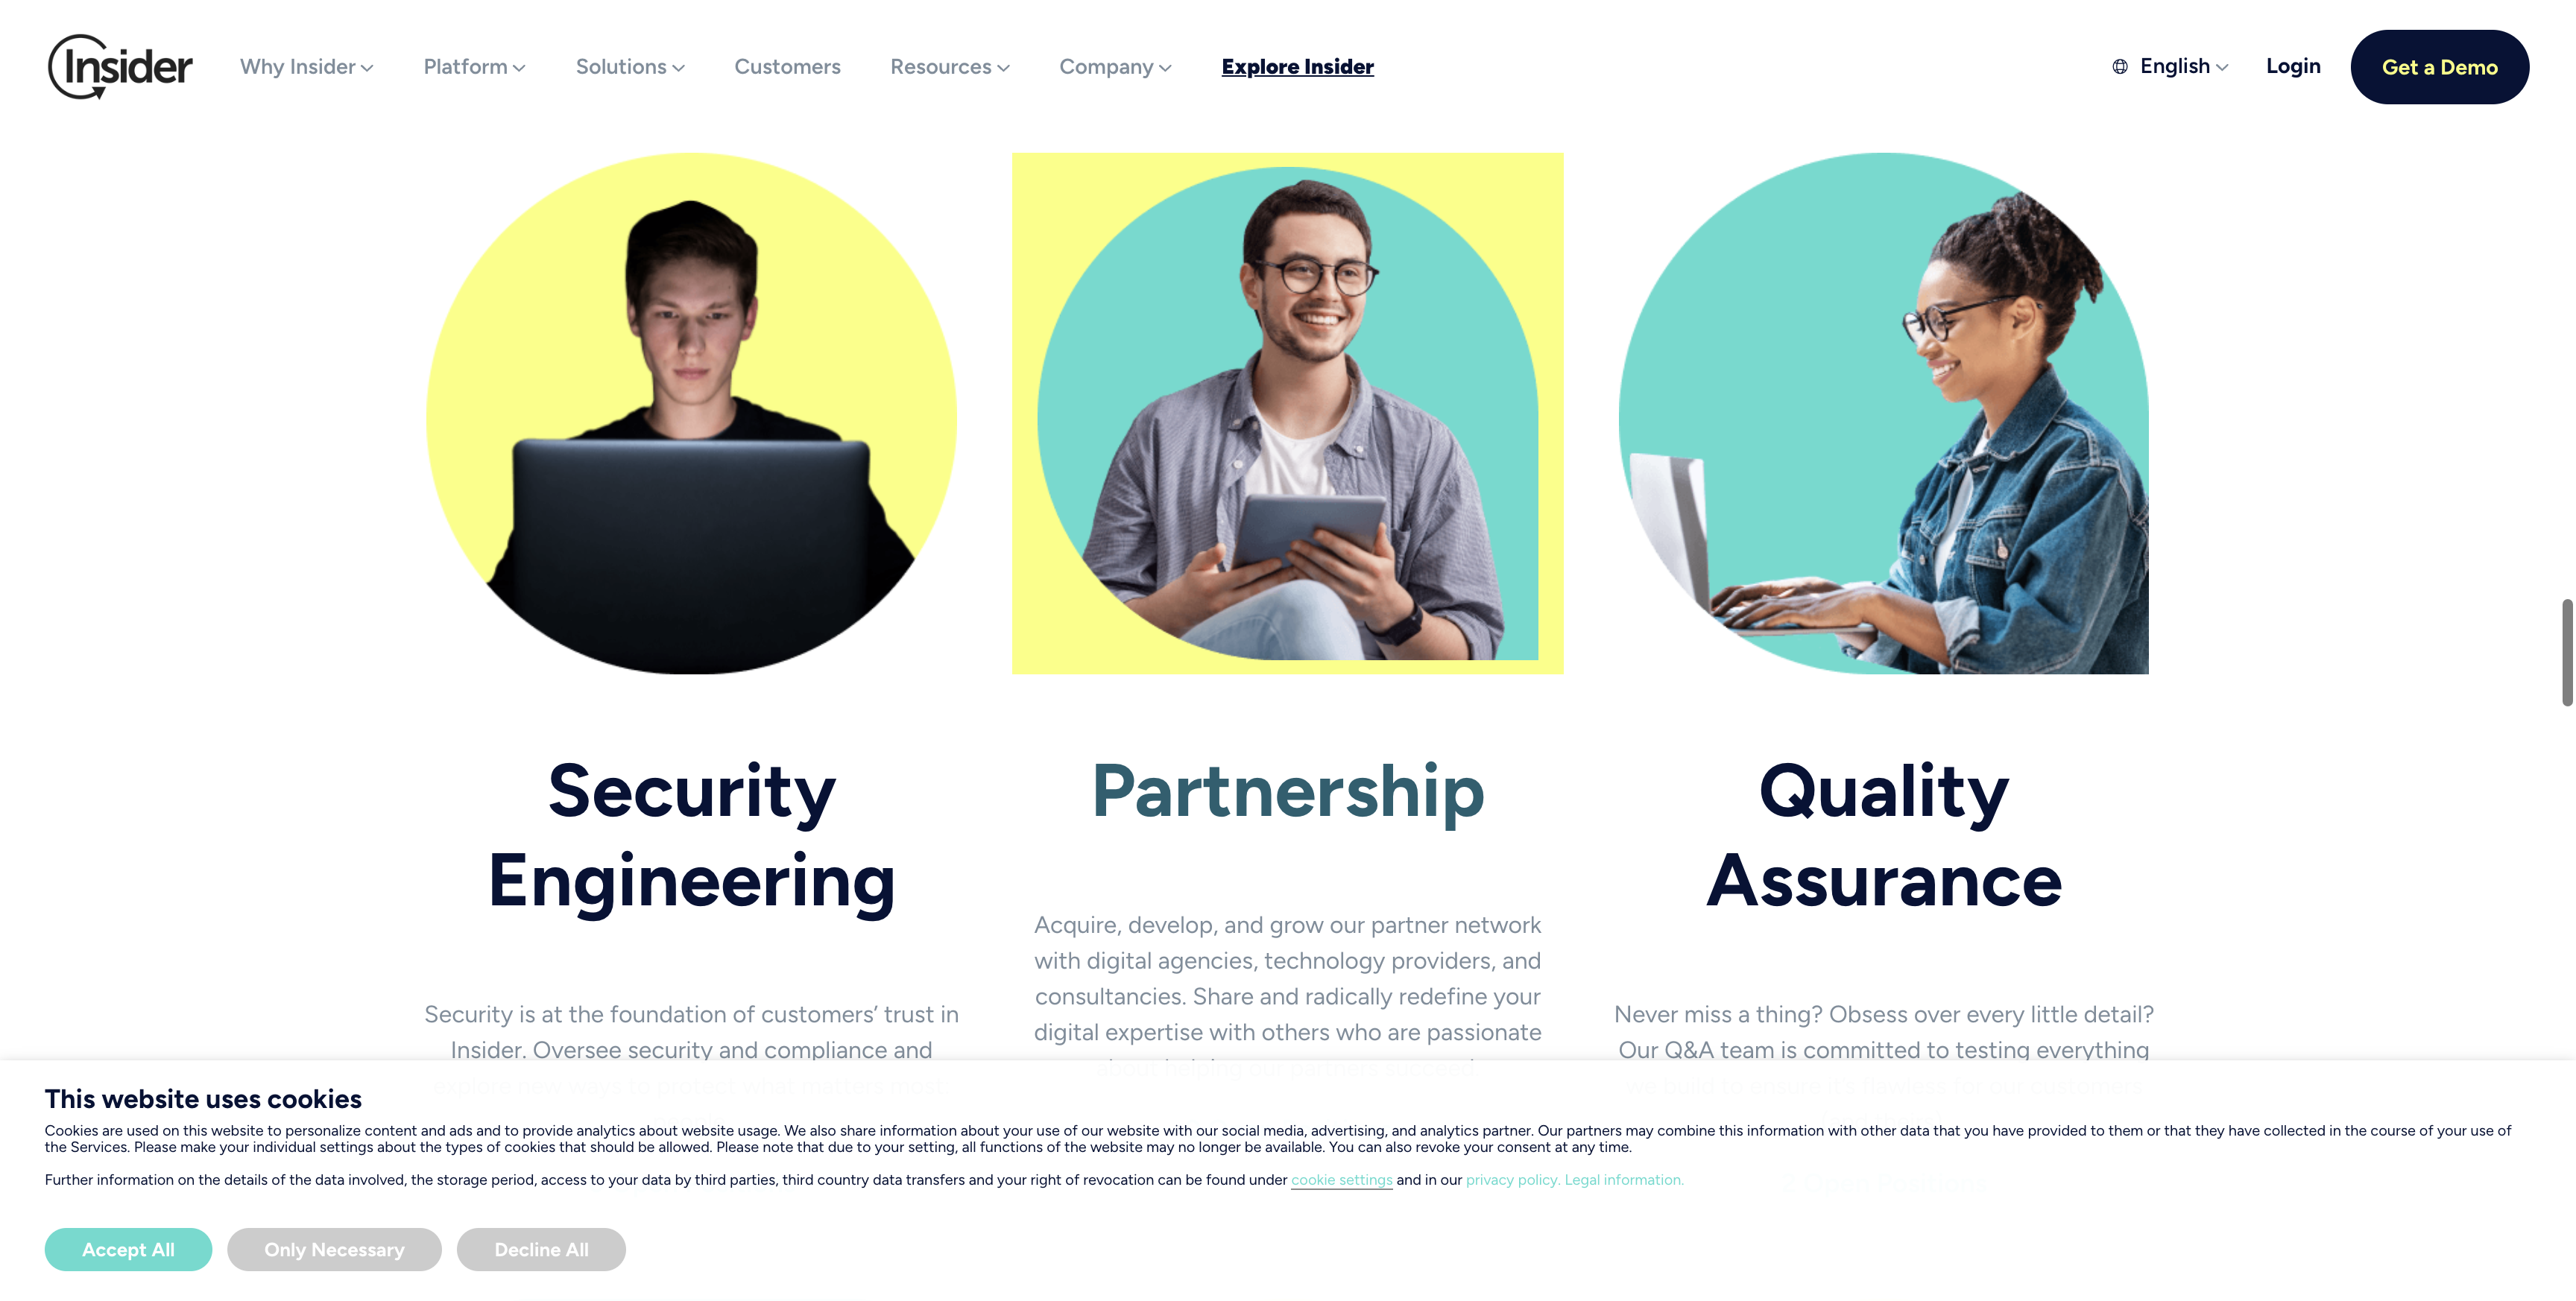 Insider
Why Insider
Platform
Solutions
Customers
Resources
Company
Explore Insider
English
Login
Get a Demo
Security
Engineering
Security is at the foundation of customers’ trust in
Insider. Oversee security and compliance and
Partnership
Acquire, develop, and grow our partner network
with digital agencies, technology providers, and
consultancies. Share and radically redefine your
digital expertise with others who are passionate
Quality
Assurance
Never miss a thing? Obsess over every little detail?
Our Q&A team is committed to testing everything
This website uses cookies
Cookies are used on this website to personalize content and ads and to provide analytics about website usage. We also share information about your use of our website with our social media, advertising, and analytics partner. Our partners may combine this information with other data that you have provided to them or that they have collected in the course of your use of
the Services. Please make your individual settings about the types of cookies that should be allowed. Please note that due to your setting, all functions of the website may no longer be available. You can also revoke your consent at any time.
Further information on the details of the data involved, the storage period, access to your data by third parties, third country data transfers and your right of revocation can be found under cookie settings and in our privacy policy. Legal information.
Accept All
Only Necessary
Decline All